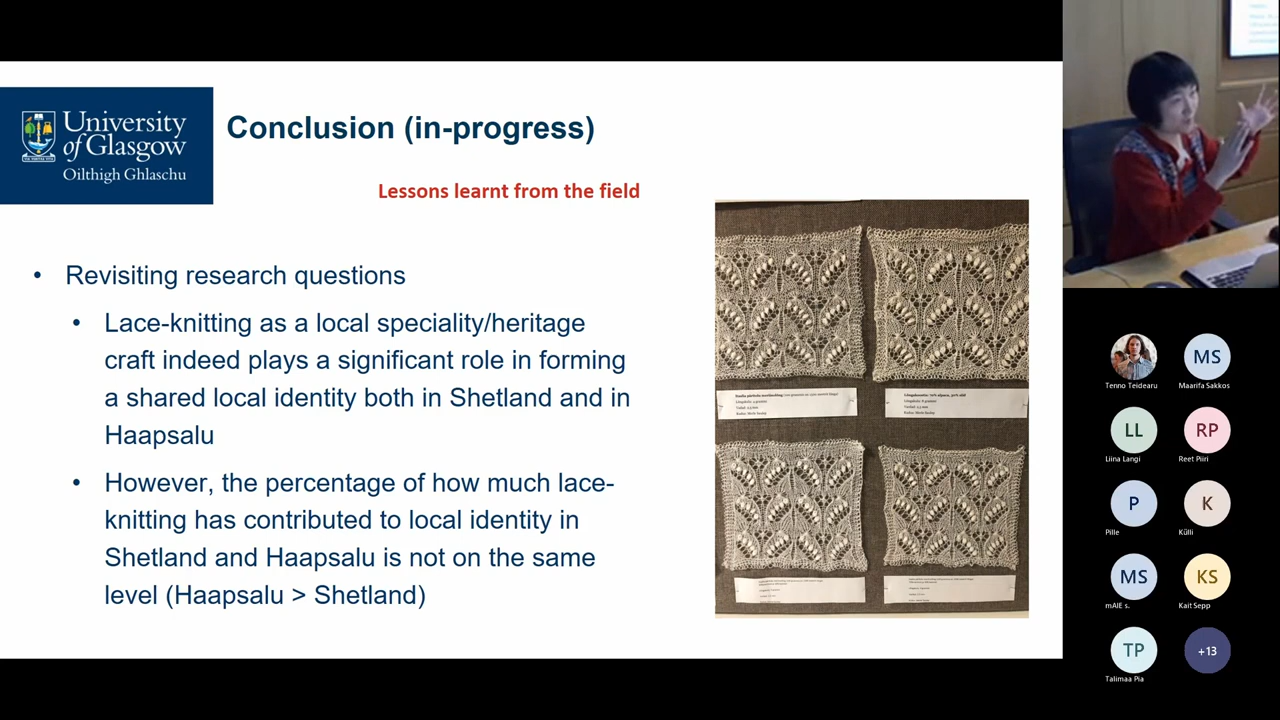 University
of Glasgow
Oilthigh Ghlaschu
Conclusion (in-progress)
Lessons learnt from the field
• Revisiting research questions
• Lace-knitting as a local speciality/heritage
craft indeed plays a significant role in forming
a shared local identity both in Shetland and in
Haapsalu
• However, the percentage of how much lace-
knitting has contributed to local identity in
Shetland and Haapsalu is not on the same
level (Haapsalu > Shetland)
Tenno Teidearu
MS
Maarifa Sakkos
LL
Liina Langi
RP
Reet Piiri
P
Pille
K
Külli
MS
mAIE s.
KS
Kait Sepp
TP
Talimaa Pia
+13